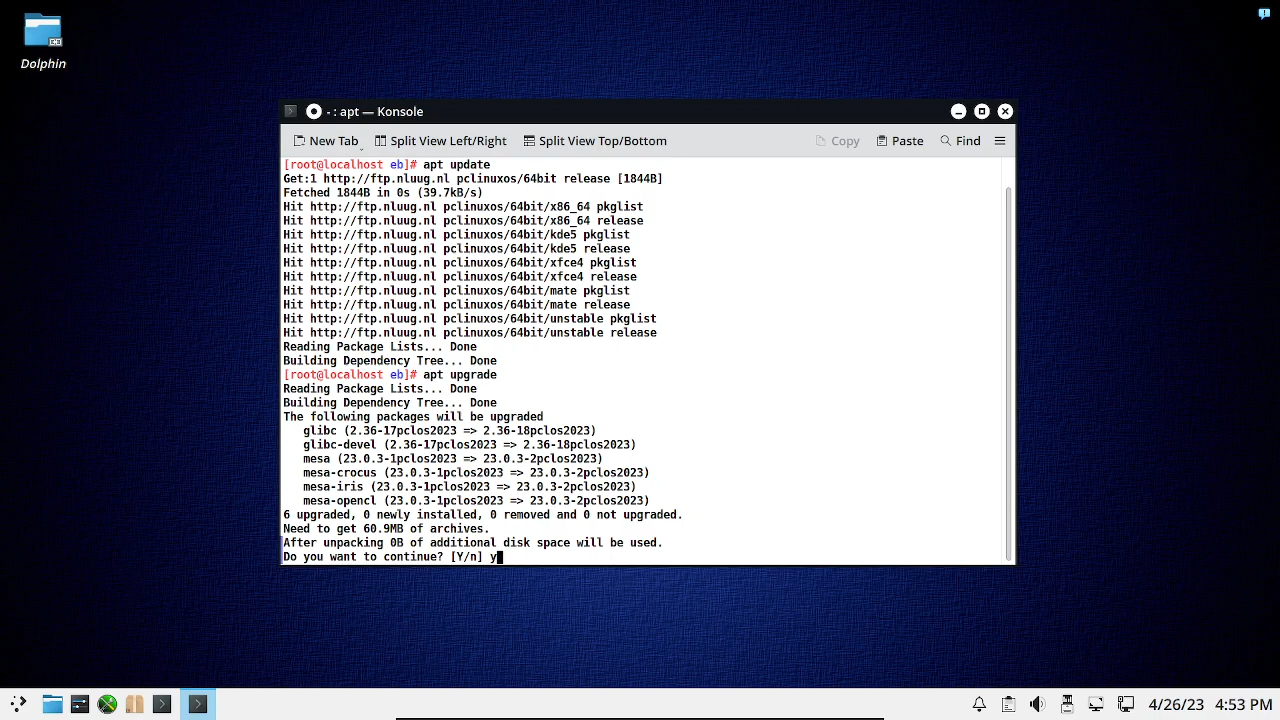 Dolphin
- : apt — Konsole
New Tab Split View Left/Right Split View Top/Bottom Copy Paste Find
[root@localhost eb]# apt update
Get:1 http://ftp.nluug.nl pclinuxos/64bit release [1844B]
Fetched 1844B in 0s (39.7kB/s)
Hit http://ftp.nluug.nl pclinuxos/64bit/x86_64 pkglist
Hit http://ftp.nluug.nl pclinuxos/64bit/x86_64 release
Hit http://ftp.nluug.nl pclinuxos/64bit/kde5 pkglist
Hit http://ftp.nluug.nl pclinuxos/64bit/kde5 release
Hit http://ftp.nluug.nl pclinuxos/64bit/xfce4 pkglist
Hit http://ftp.nluug.nl pclinuxos/64bit/xfce4 release
Hit http://ftp.nluug.nl pclinuxos/64bit/mate pkglist
Hit http://ftp.nluug.nl pclinuxos/64bit/mate release
Hit http://ftp.nluug.nl pclinuxos/64bit/unstable pkglist
Hit http://ftp.nluug.nl pclinuxos/64bit/unstable release
Reading Package Lists... Done
Building Dependency Tree... Done
[root@localhost eb]# apt upgrade
Reading Package Lists... Done
Building Dependency Tree... Done
The following packages will be upgraded
glibc (2.36-17pclos2023 => 2.36-18pclos2023)
glibc-devel (2.36-17pclos2023 => 2.36-18pclos2023)
mesa (23.0.3-1pclos2023 => 23.0.3-2pclos2023)
mesa-crocus (23.0.3-1pclos2023 => 23.0.3-2pclos2023)
mesa-iris (23.0.3-1pclos2023 => 23.0.3-2pclos2023)
mesa-opencl (23.0.3-1pclos2023 => 23.0.3-2pclos2023)
6 upgraded, 0 newly installed, 0 removed and 0 not upgraded.
Need to get 60.9MB of archives.
After unpacking 0B of additional disk space will be used.
Do you want to continue? [Y/n] y
4/26/23 4:53 PM